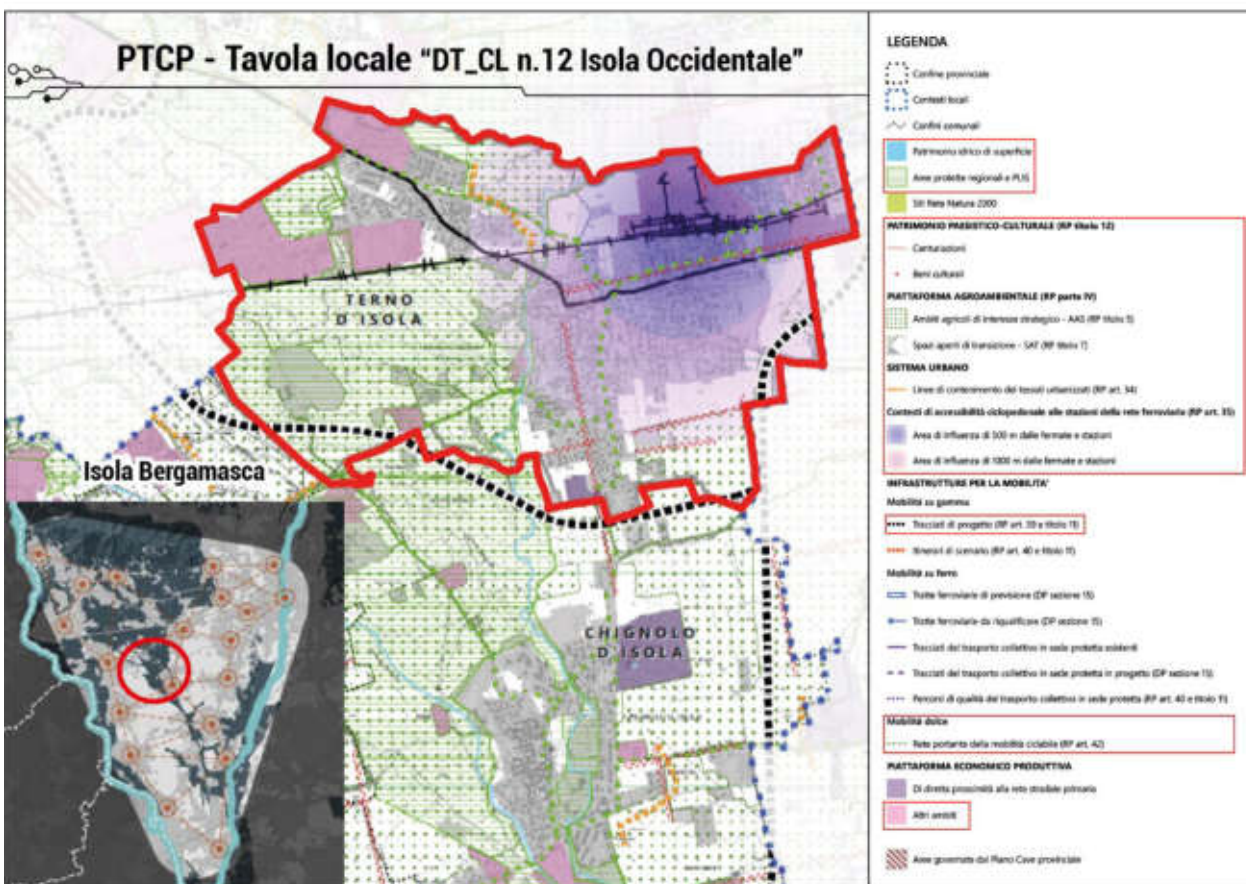 PTCP - Tavola locale "DT_CL n.12 Isola Occidentale"
TERNO
D'ISOLA
Isola Bergamasca
CHIGNOLO
D'ISOLA
LEGENDA
Confine provinciale
Contesti locali
Confini comunali
Patrimonio idrico di superficie
Aree protette regionali e PLIS
Siti Rete Natura 2000
PATRIMONIO PAESISTICO-CULTURALE (RP titolo 12)
Centuriazioni
Beni culturali
PIATTAFORMA AGROAMBIENTALE (RP parte IV)
Ambiti agricoli di interesse strategico - AAS (RP titolo 5)
Spazi aperti di transizione - SAT (RP titolo 7)
SISTEMA URBANO
Linee di contenimento dei tessuti urbanizzati (RP art. 34)
Contesti di accessibilità ciclopedonale alle stazioni della rete ferroviaria (RP art. 35)
Area di influenza di 500 m dalle fermate e stazioni
Area di influenza di 1000 m dalle fermate e stazioni
INFRASTRUTTURE PER LA MOBILITA'
Mobilità su gomma
Tracciati di progetto (RP art. 39 e titolo 11)
Itinerari di scenario (RP art. 40 e titolo 11)
Mobilità su ferro
Tratte ferroviarie di previsione (DP sezione 15)
Tratte ferroviarie da riqualificare (DP sezione 15)
Tracciati del trasporto collettivo in sede protetta esistenti
Tracciati del trasporto collettivo in sede protetta in progetto (DP sezione 15)
Percorsi di qualità del trasporto collettivo in sede protetta (RP art. 40 e titolo 11)
Mobilità dolce
Rete portante della mobilità ciclabile (RP art. 42)
PIATTAFORMA ECONOMICO PRODUTTIVA
Di diretta prossimità alla rete stradale primaria
Altri ambiti
Aree governate dal Piano Cave provinciale